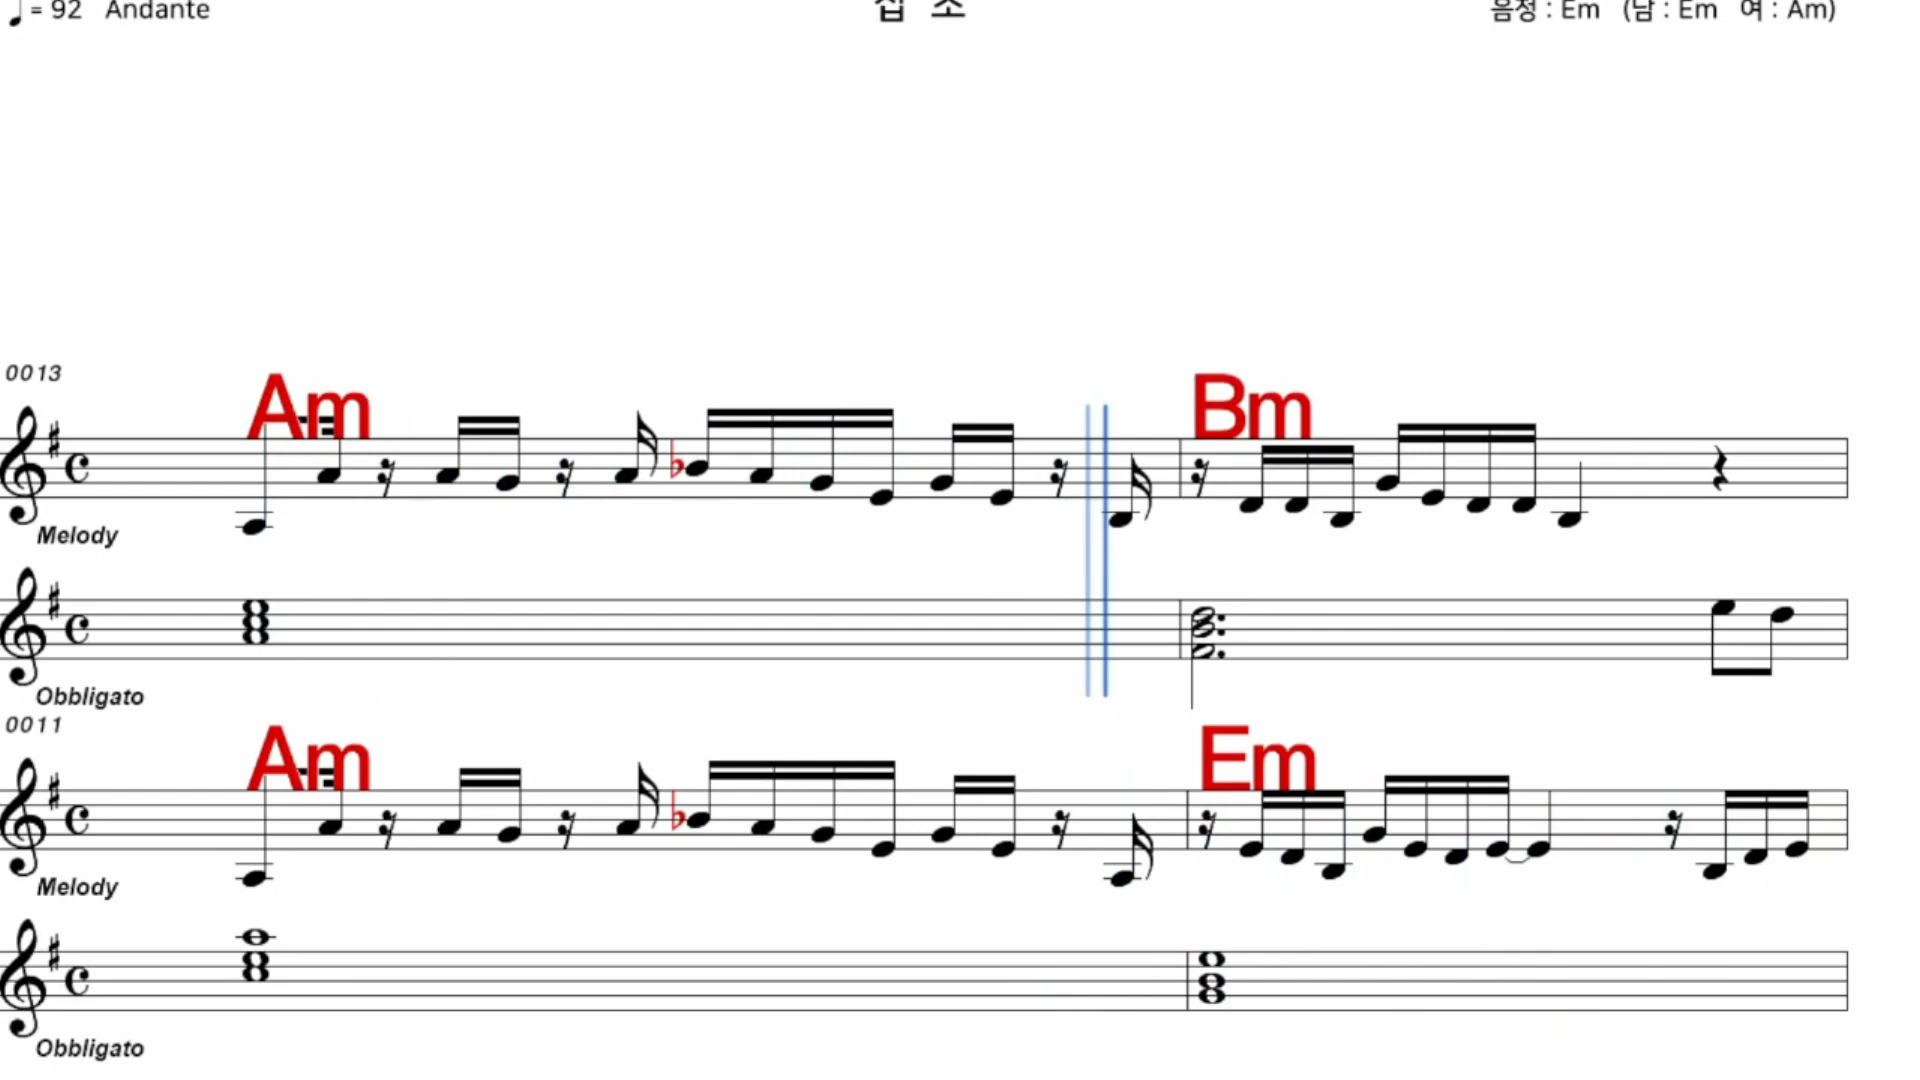 = 92 Andante
음정 : Em (남 : Em 여 : Am)
0013
Am Bm
Melody
Obbligato
0011
Am Em
Melody
Obbligato